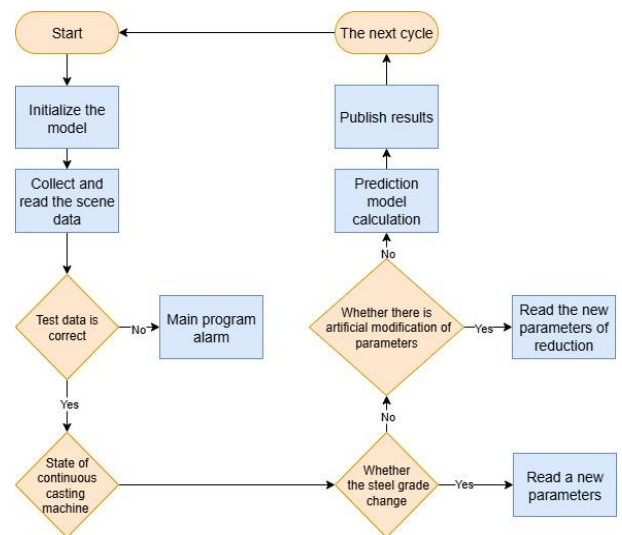 Start
The next cycle
Initialize the
model
Publish results
Collect and
read the scene
data
Prediction
model
calculation
No
Test data is
correct
No
Main program
alarm
Whether there is
artificial modification of
parameters
Yes
Read the new
parameters of
reduction
Yes
No
State of
continuous
casting
machine
Whether
the steel grade
change
Yes
Read a new
parameters